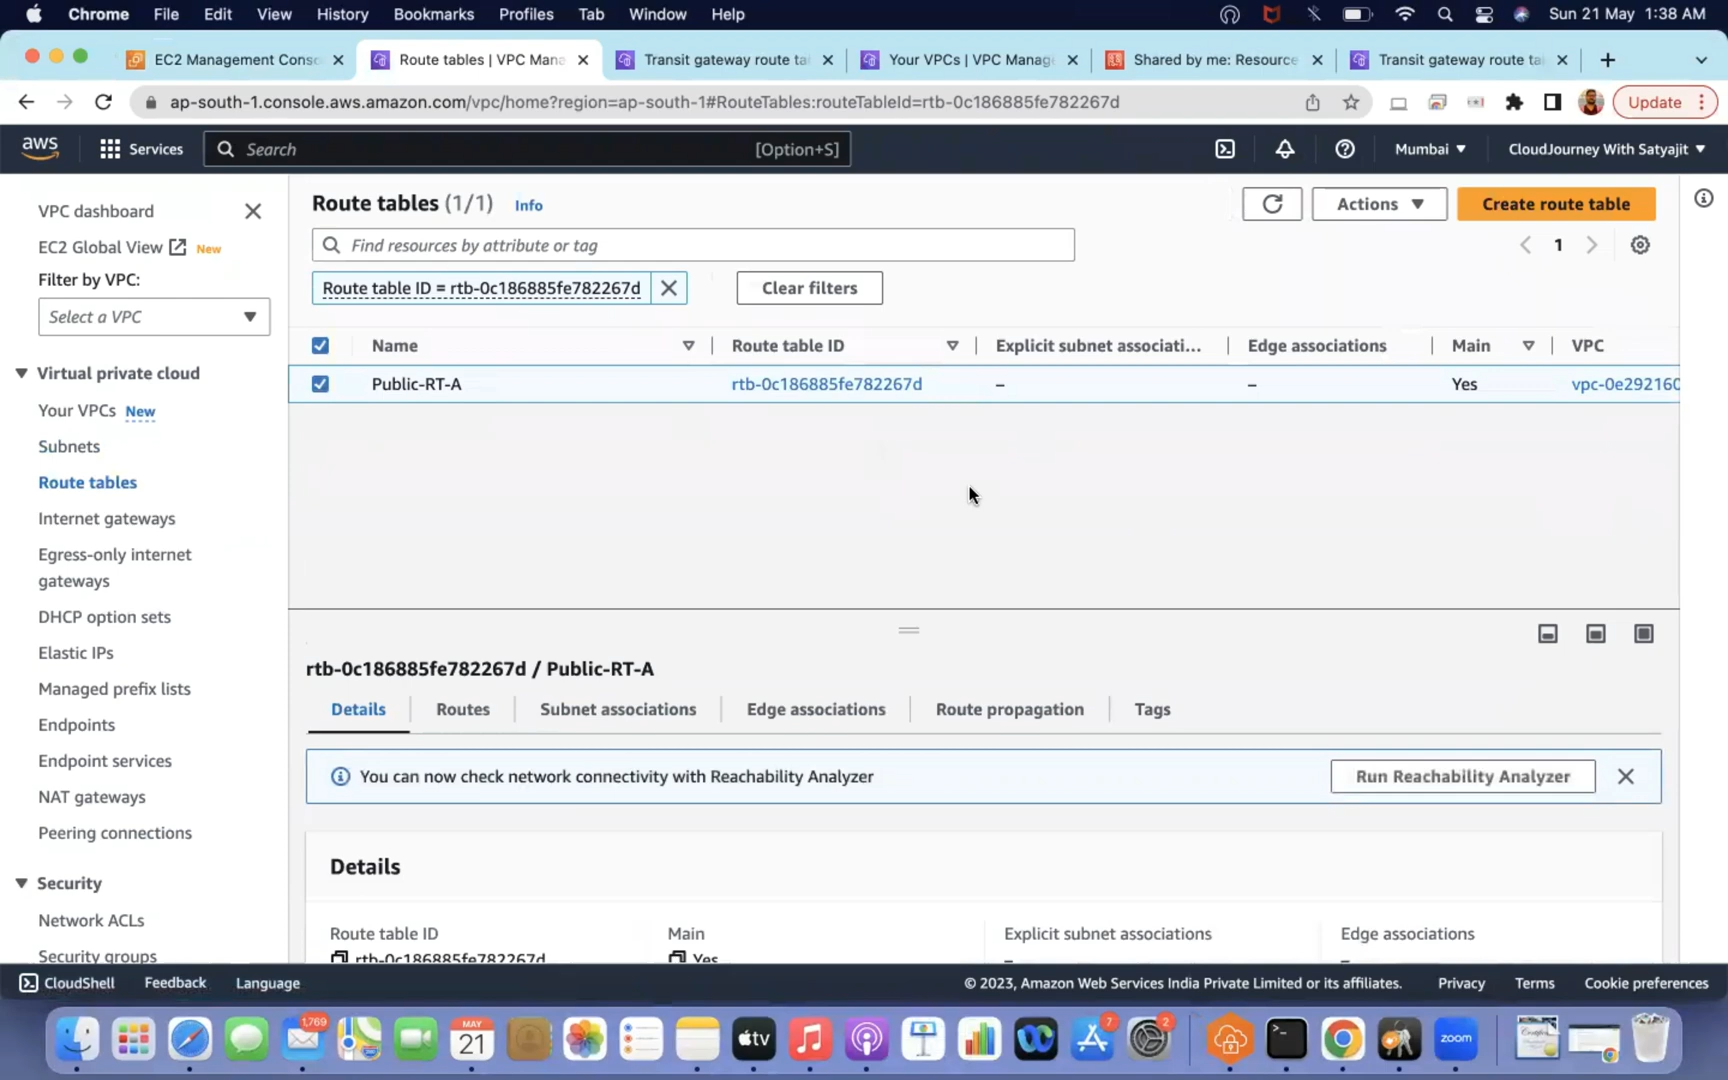 Chrome File Edit View History Bookmarks Profiles Tab Window Help Sun 21 May 1:38 AM
EC2 Management Conso Route tables | VPC Mana Transit gateway route ta Your VPCs | VPC Manag Shared by me: Resource Transit gateway route ta
ap-south-1.console.aws.amazon.com/vpc/home?region=ap-south-1#RouteTables:routeTableId=rtb-0c186885fe782267d Update
aws Services Search [Option+S] Mumbai CloudJourney With Satyajit
VPC dashboard
EC2 Global View New
Filter by VPC:
Select a VPC
Virtual private cloud
Your VPCs New
Subnets
Route tables
Internet gateways
Egress-only internet
gateways
DHCP option sets
Elastic IPs
Managed prefix lists
Endpoints
Endpoint services
NAT gateways
Peering connections
Security
Network ACLs
Security groups
Route tables (1/1) Info Actions Create route table
Find resources by attribute or tag 1
Route table ID = rtb-0c186885fe782267d Clear filters
Name Route table ID Explicit subnet associati... Edge associations Main VPC
Public-RT-A rtb-0c186885fe782267d – – Yes vpc-0e292160
rtb-0c186885fe782267d / Public-RT-A
Details Routes Subnet associations Edge associations Route propagation Tags
You can now check network connectivity with Reachability Analyzer Run Reachability Analyzer
Details
Route table ID Main Explicit subnet associations Edge associations
rtb-0c186885fe782267d Yes – –
CloudShell Feedback Language © 2023, Amazon Web Services India Private Limited or its affiliates. Privacy Terms Cookie preferences
1,769 MAY 21 tv 7 2 zoom